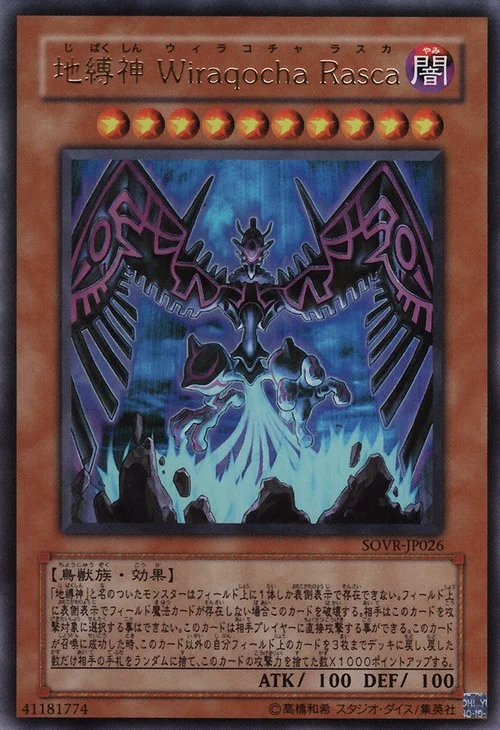 じばくしん ウィラコチャ ラスカ
地縛神 Wiraqocha Rasca
やみ
闇
SOVR-JP026
ちょうじゅうぞく こうか
【鳥獣族・効果】
「地縛神」と名のついたモンスターはフィールド上に1体しか表側表示で存在できない。フィールド上
に表側表示でフィールド魔法カードが存在しない場合このカードを破壊する。相手はこのカードを攻
撃対象に選択する事はできない。このカードは相手プレイヤーに直接攻撃する事ができる。このカード
が召喚に成功した時、このカード以外の自分フィールド上のカードを3枚までデッキに戻し、戻した
数だけ相手の手札をランダムに捨て、このカードの攻撃力を捨てた数X1000ポイントアップする。
ATK/ 100 DEF/ 100
41181774
©高橋和希 スタジオ・ダイス/集英社